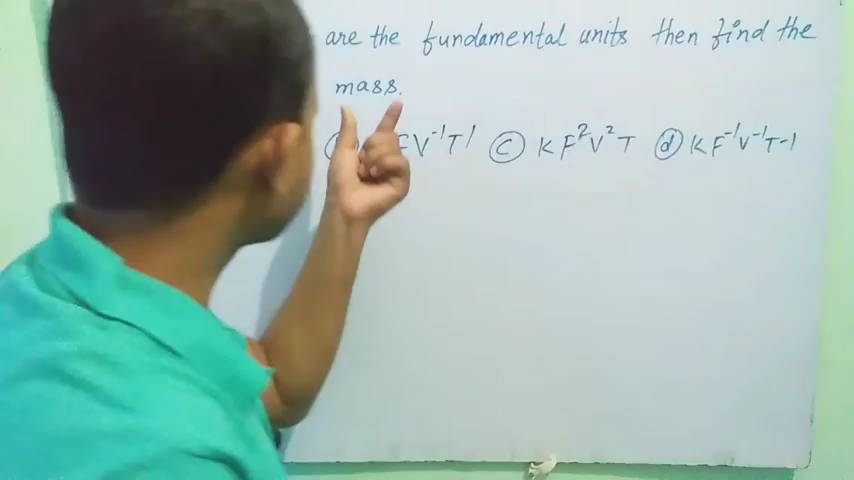 are the fundamental units then find the
mass.
V⁻¹T¹ ⓒ KF²V²T ⓓ KF⁻¹V⁻¹T-1